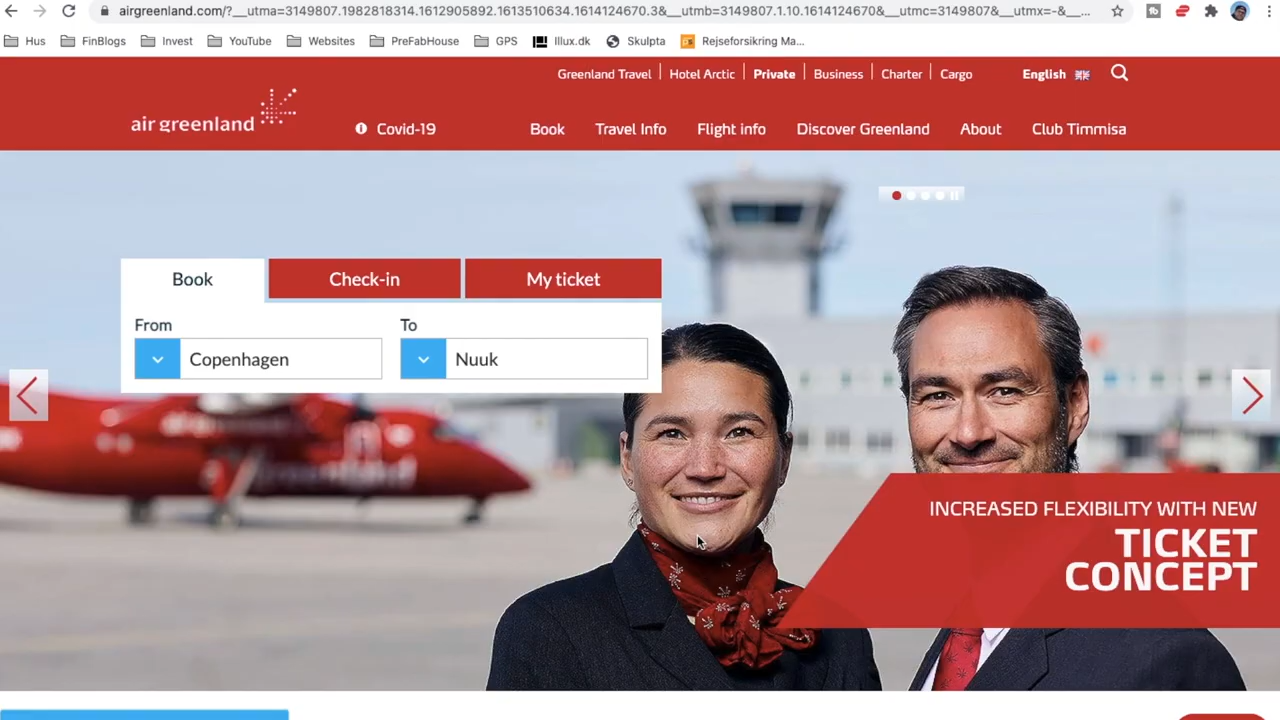 airgreenland.com/?__utma=3149807.1982818314.1612905892.1613510634.1614124670.3&__utmb=3149807.1.10.1614124670&__utmc=3149807&__utmx=-&__...
Hus FinBlogs Invest YouTube Websites PreFabHouse GPS Illux.dk Skulpta Rejseforsikring Ma...
Greenland Travel Hotel Arctic Private Business Charter Cargo English
air greenland
Covid-19 Book Travel Info Flight info Discover Greenland About Club Timmisa
Book Check-in My ticket
From To
Copenhagen Nuuk
INCREASED FLEXIBILITY WITH NEW
TICKET
CONCEPT